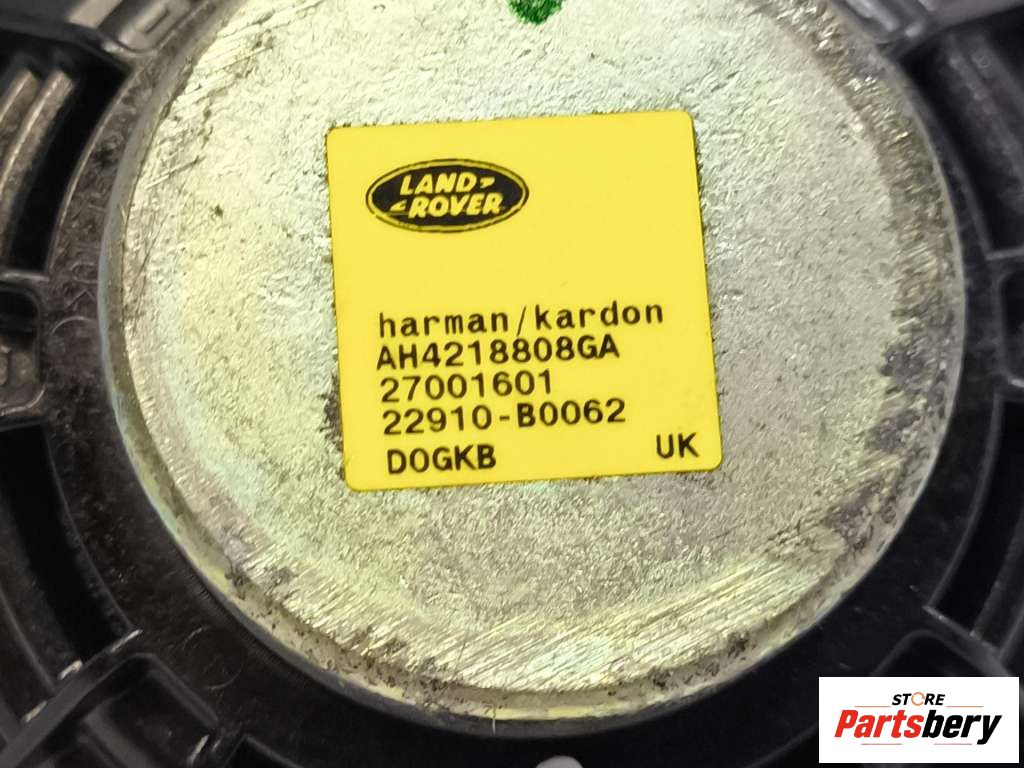 LAND
ROVER
harman/kardon
AH4218808GA
27001601
22910-B0062
D0GKB UK
STORE
Partsbery